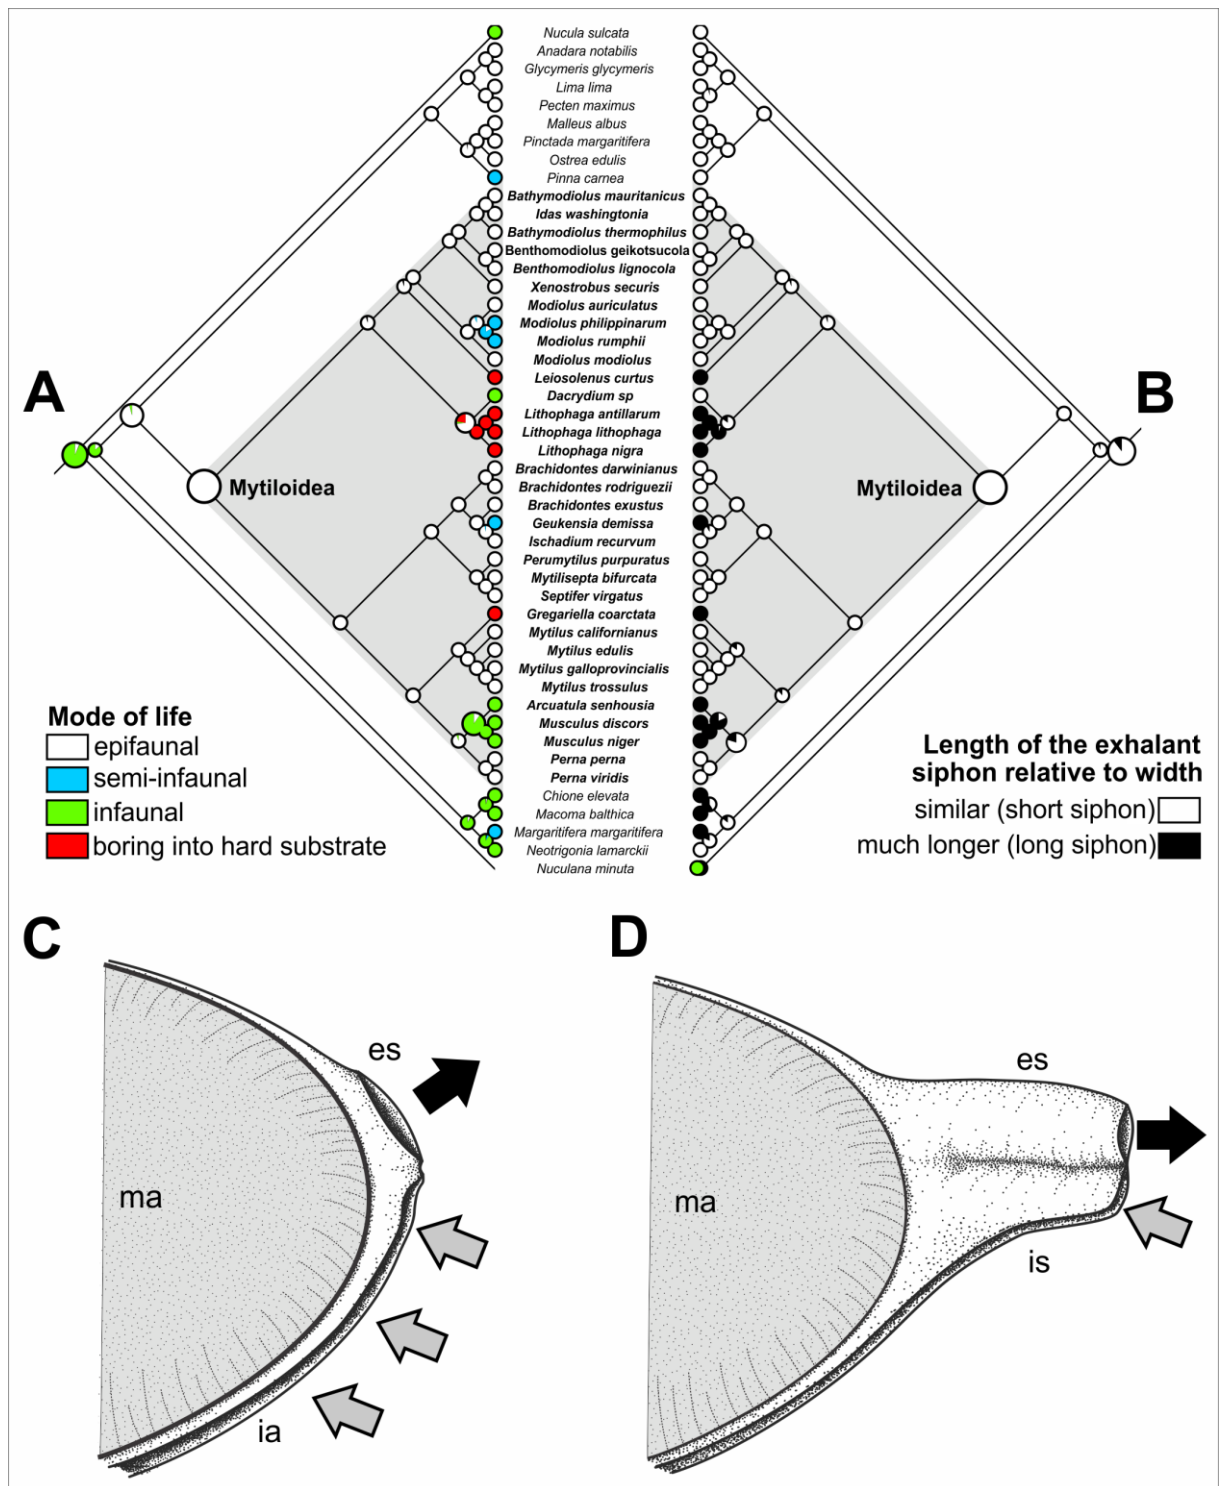 Nucula sulcata
Anadara notabilis
Glycymeris glycymeris
Lima lima
Pecten maximus
Malleus albus
Pinctada margaritifera
Ostrea edulis
Pinna carnea
Bathymodiolus mauritanicus
Idas washingtonia
Bathymodiolus thermophilus
Benthomodiolus geikotsucola
Benthomodiolus lignocola
Xenostrobus securis
Modiolus auriculatus
Modiolus philippinarum
Modiolus rumphii
Modiolus modiolus
Leiosolenus curtus
Dacrydium sp
Lithophaga antillarum
Lithophaga lithophaga
Lithophaga nigra
Brachidontes darwinianus
Brachidontes rodriguezii
Brachidontes exustus
Geukensia demissa
Ischadium recurvum
Perumytilus purpuratus
Mytilisepta bifurcata
Septifer virgatus
Gregariella coarctata
Mytilus californianus
Mytilus edulis
Mytilus galloprovincialis
Mytilus trossulus
Arcuatula senhousia
Musculus discors
Musculus niger
Perna perna
Perna viridis
Chione elevata
Macoma balthica
Margaritifera margaritifera
Neotrigonia lamarckii
Nuculana minuta
A
B
Mytiloidea
Mytiloidea
Mode of life
epifaunal
semi-infaunal
infaunal
boring into hard substrate
Length of the exhalant
siphon relative to width
similar (short siphon)
much longer (long siphon)
C
es
ma
ia
D
es
ma
is